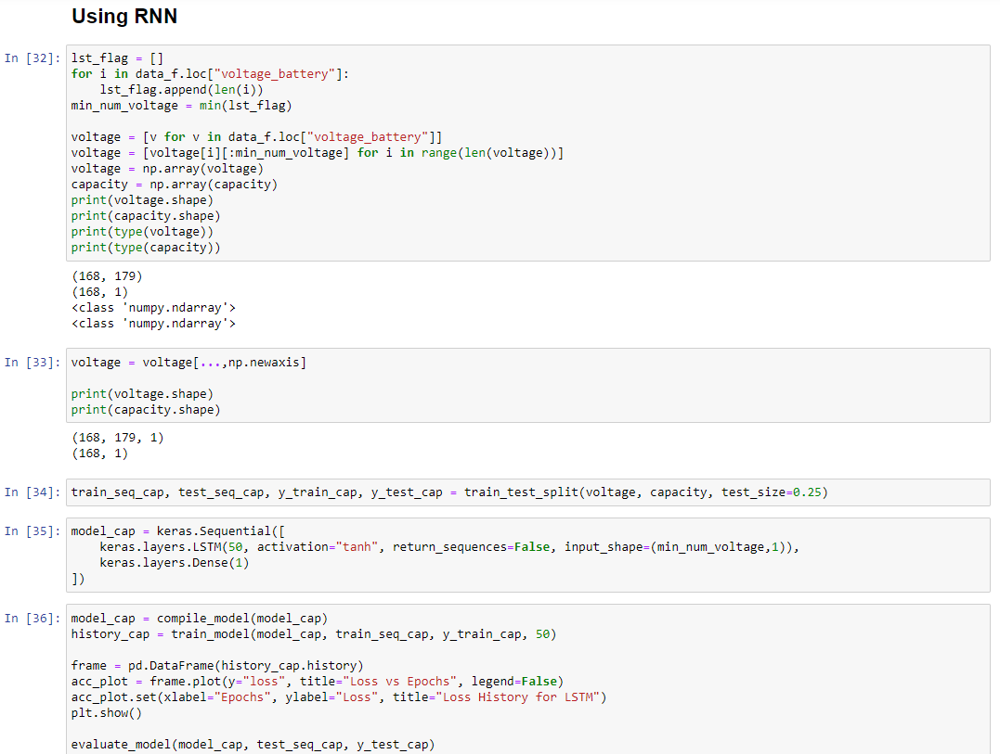 Using RNN
In [32]: lst_flag = []
for i in data_f.loc["voltage_battery"]:
    lst_flag.append(len(i))
min_num_voltage = min(lst_flag)

voltage = [v for v in data_f.loc["voltage_battery"]]
voltage = [voltage[i][:min_num_voltage] for i in range(len(voltage))]
voltage = np.array(voltage)
capacity = np.array(capacity)
print(voltage.shape)
print(capacity.shape)
print(type(voltage))
print(type(capacity))
(168, 179)
(168, 1)
<class 'numpy.ndarray'>
<class 'numpy.ndarray'>
In [33]: voltage = voltage[...,np.newaxis]

print(voltage.shape)
print(capacity.shape)
(168, 179, 1)
(168, 1)
In [34]: train_seq_cap, test_seq_cap, y_train_cap, y_test_cap = train_test_split(voltage, capacity, test_size=0.25)
In [35]: model_cap = keras.Sequential([
    keras.layers.LSTM(50, activation="tanh", return_sequences=False, input_shape=(min_num_voltage,1)),
    keras.layers.Dense(1)
])
In [36]: model_cap = compile_model(model_cap)
history_cap = train_model(model_cap, train_seq_cap, y_train_cap, 50)

frame = pd.DataFrame(history_cap.history)
acc_plot = frame.plot(y="loss", title="Loss vs Epochs", legend=False)
acc_plot.set(xlabel="Epochs", ylabel="Loss", title="Loss History for LSTM")
plt.show()

evaluate_model(model_cap, test_seq_cap, y_test_cap)